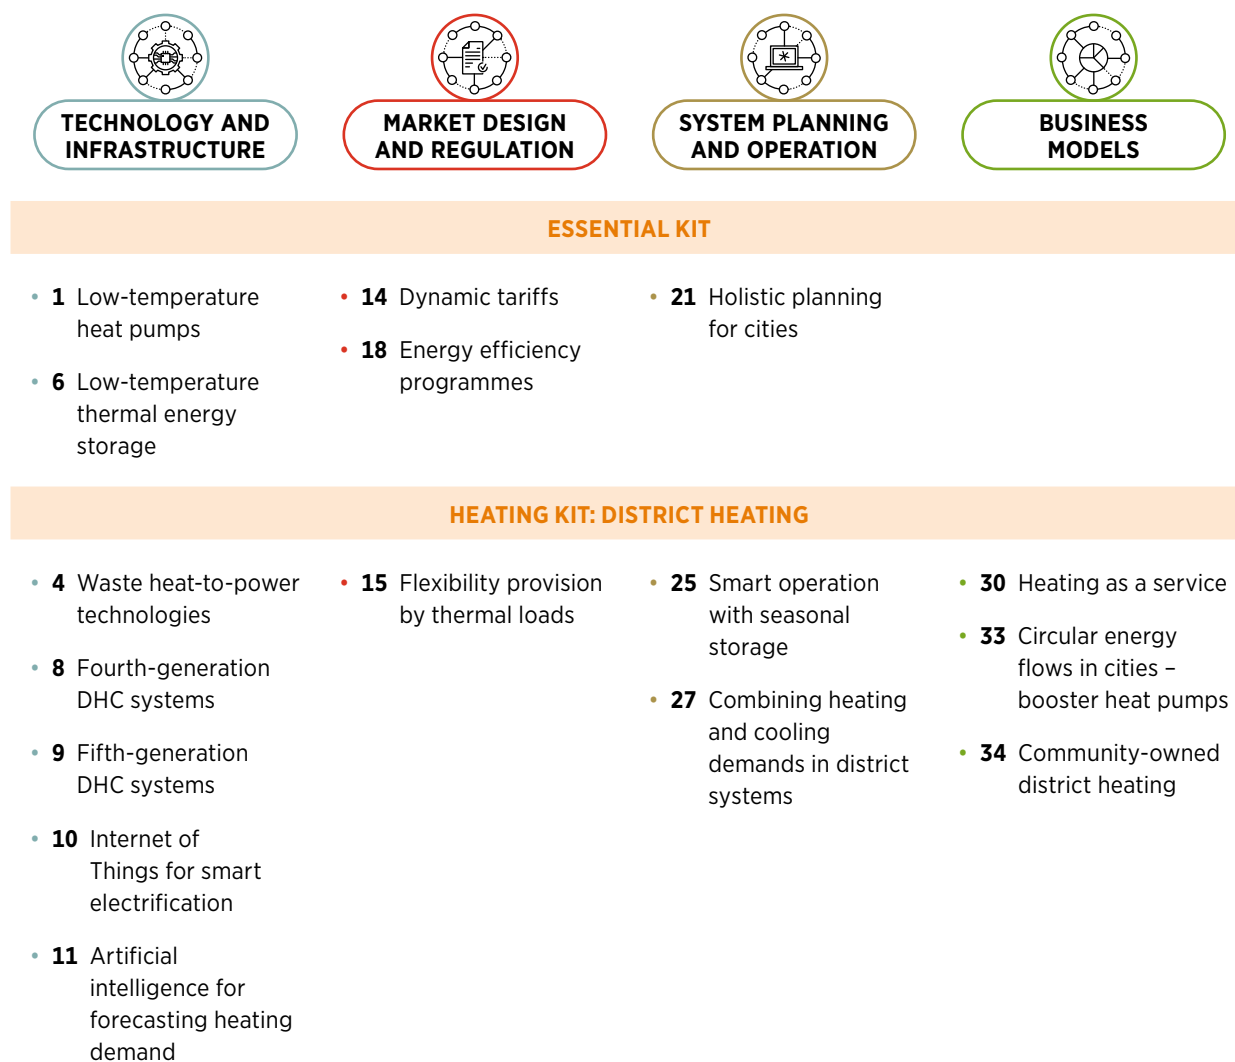 TECHNOLOGY AND
INFRASTRUCTURE
MARKET DESIGN
AND REGULATION
SYSTEM PLANNING
AND OPERATION
BUSINESS
MODELS
ESSENTIAL KIT
• 1 Low-temperature
heat pumps
• 6 Low-temperature
thermal energy
storage
• 14 Dynamic tariffs
• 18 Energy efficiency
programmes
• 21 Holistic planning
for cities
HEATING KIT: DISTRICT HEATING
• 4 Waste heat-to-power
technologies
• 8 Fourth-generation
DHC systems
• 9 Fifth-generation
DHC systems
• 10 Internet of
Things for smart
electrification
• 11 Artificial
intelligence for
forecasting heating
demand
• 15 Flexibility provision
by thermal loads
• 25 Smart operation
with seasonal
storage
• 27 Combining heating
and cooling
demands in district
systems
• 30 Heating as a service
• 33 Circular energy
flows in cities –
booster heat pumps
• 34 Community-owned
district heating